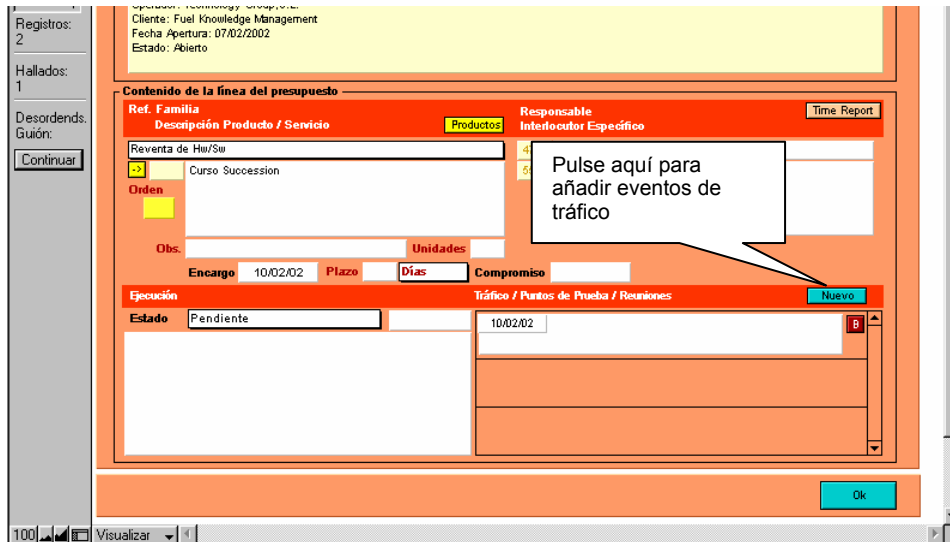 Registros:
2
Hallados:
1
Desordends.
Guión:
Continuar
Cliente: Fuel Knowledge Management
Fecha Apertura: 07/02/2002
Estado: Abierto
Contenido de la línea del presupuesto
Ref. Familia
Descripción Producto / Servicio
Productos
Responsable
Interlocutor Específico
Time Report
Reventa de Hw/Sw
->
Curso Succession
Orden
Pulse aquí para
añadir eventos de
tráfico
Obs.
Unidades
Encargo 10/02/02 Plazo Días Compromiso
Ejecución
Tráfico / Puntos de Prueba / Reuniones
Nuevo
Estado Pendiente
10/02/02
B
Ok
100 Visualizar